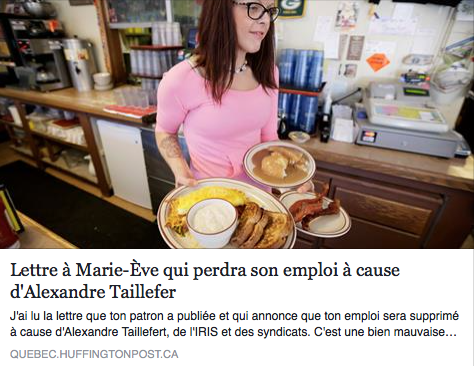 Lettre à Marie-Ève qui perdra son emploi à cause
d'Alexandre Taillefer
J'ai lu la lettre que ton patron a publiée et qui annonce que ton emploi sera supprimé
à cause d'Alexandre Taillefert, de l'IRIS et des syndicats. C'est une bien mauvaise…
QUEBEC.HUFFINGTONPOST.CA